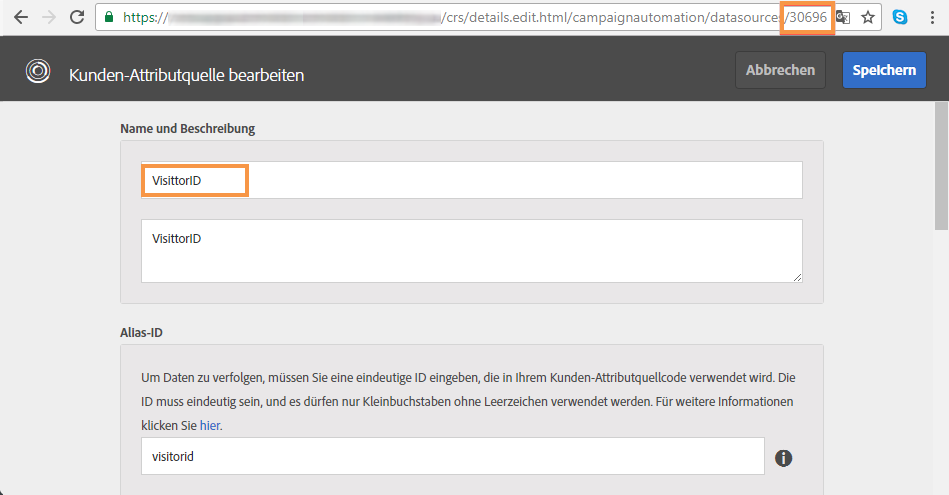 https:// /crs/details.edit.html/campaignautomation/datasources/30696
Kunden-Attributquelle bearbeiten
Abbrechen
Speichern
Name und Beschreibung
VisittorID
VisittorID
Alias-ID
Um Daten zu verfolgen, müssen Sie eine eindeutige ID eingeben, die in Ihrem Kunden-Attributquellcode verwendet wird. Die
ID muss eindeutig sein, und es dürfen nur Kleinbuchstaben ohne Leerzeichen verwendet werden. Für weitere Informationen
klicken Sie hier.
visitorid